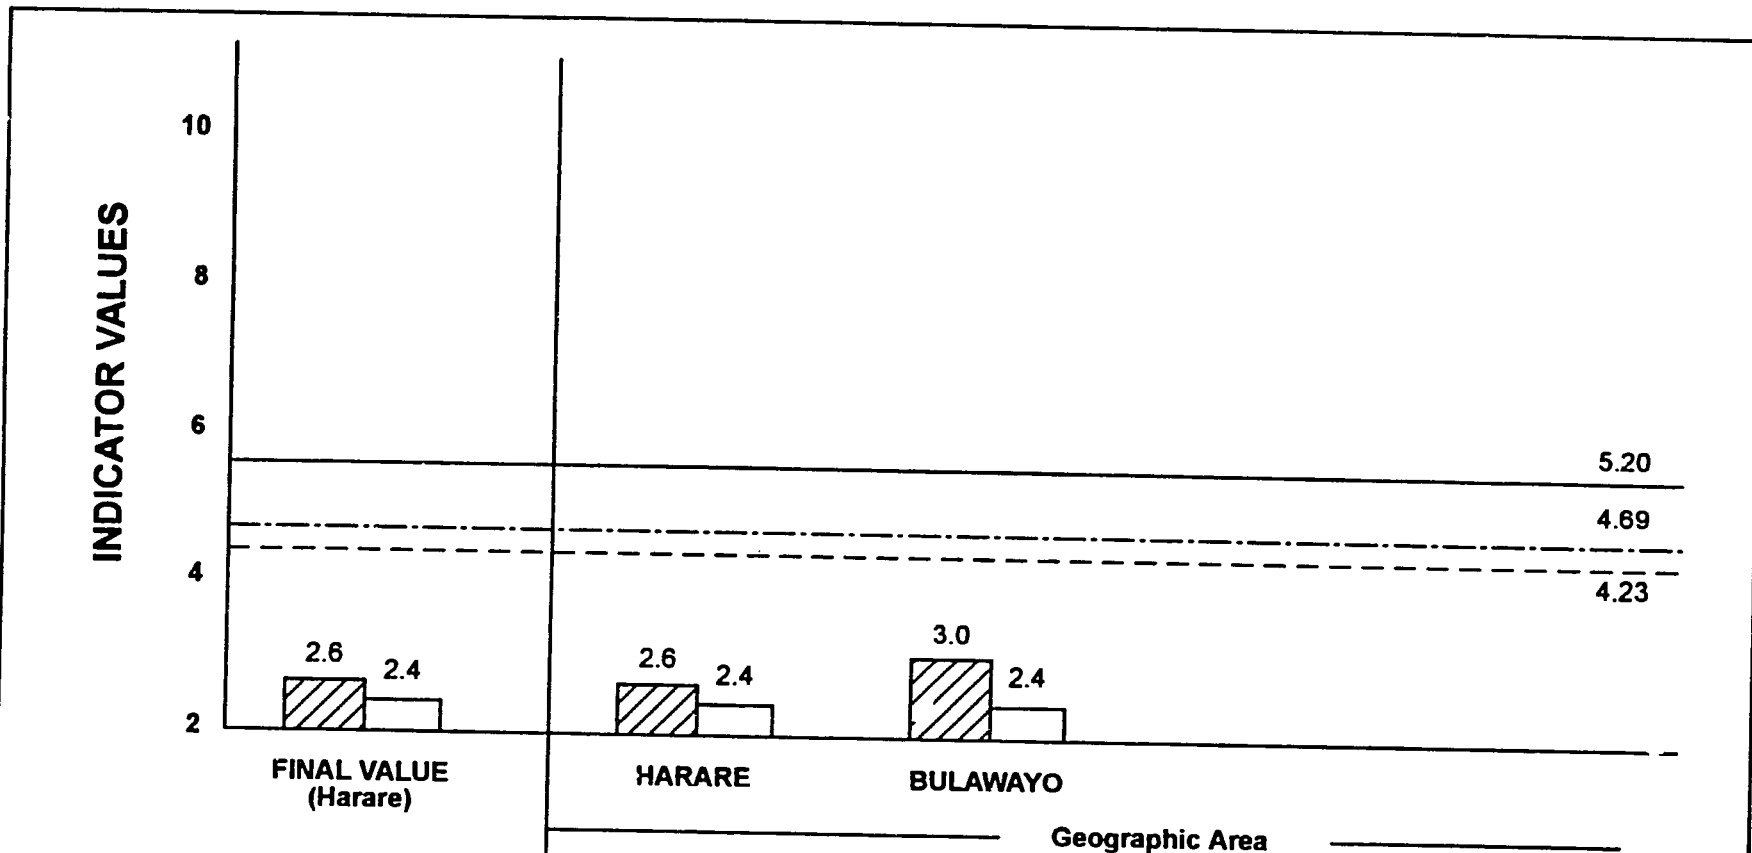 INDICATOR VALUES
10
8
6
4
2
5.20
4.69
4.23
2.6
2.4
2.6
2.4
3.0
2.4
FINAL VALUE
(Harare)
HARARE
BULAWAYO
Geographic Area